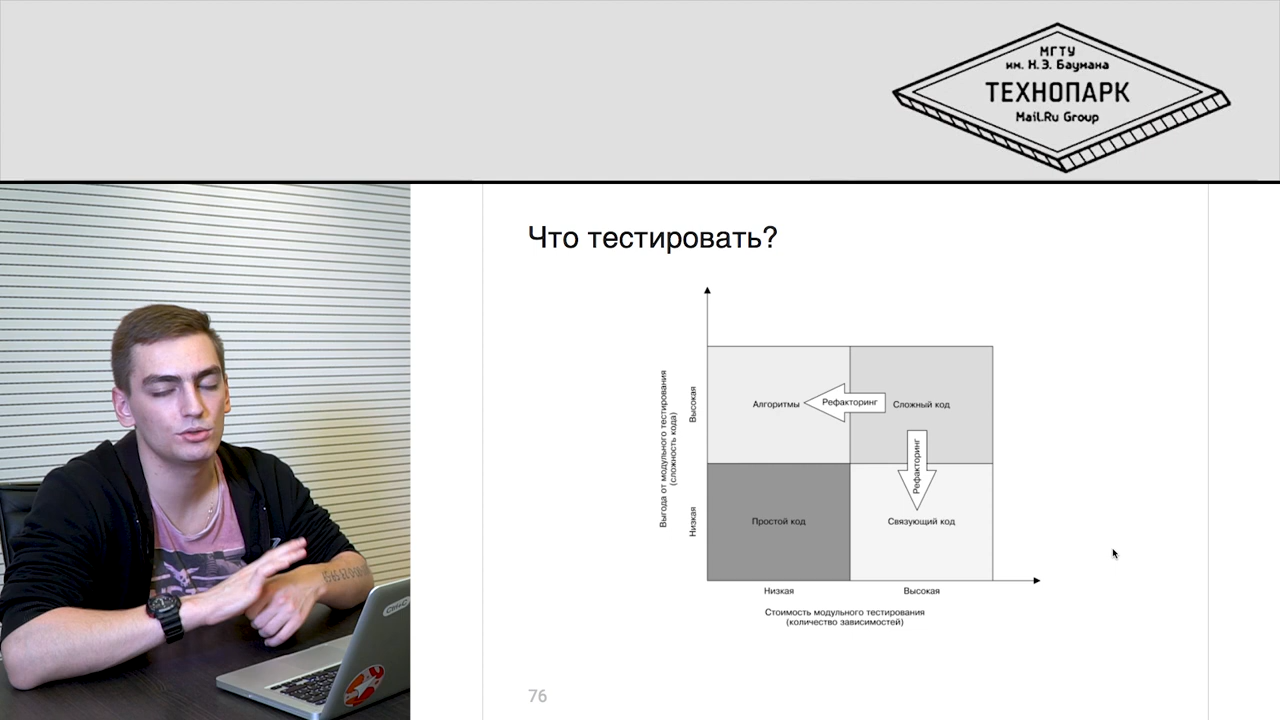 МГТУ
им. Н.Э. Баумана
ТЕХНОПАРК
Mail.Ru Group
Что тестировать?
Выгода от модульного тестирования
(сложность кода)
Высокая
Низкая
Алгоритмы
Рефакторинг
Сложный код
Рефакторинг
Простой код
Связующий код
Низкая
Высокая
Стоимость модульного тестирования
(количество зависимостей)
76